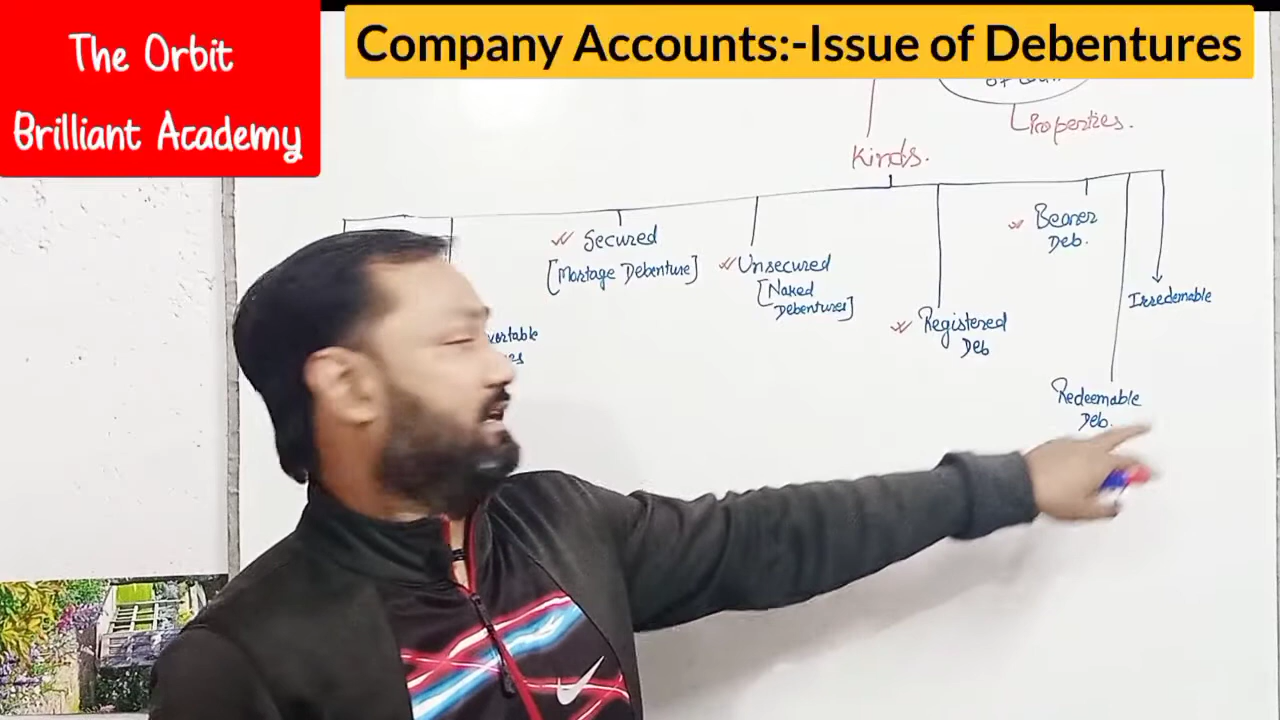 The Orbit
Brilliant Academy
Company Accounts:-Issue of Debentures
Properties.
Kinds.
Secured
[Mortage Debenture]
Unsecured
[Naked
Debentures]
Registered
Deb
Bearer
Deb.
Irredemable
Redeemable
Deb.